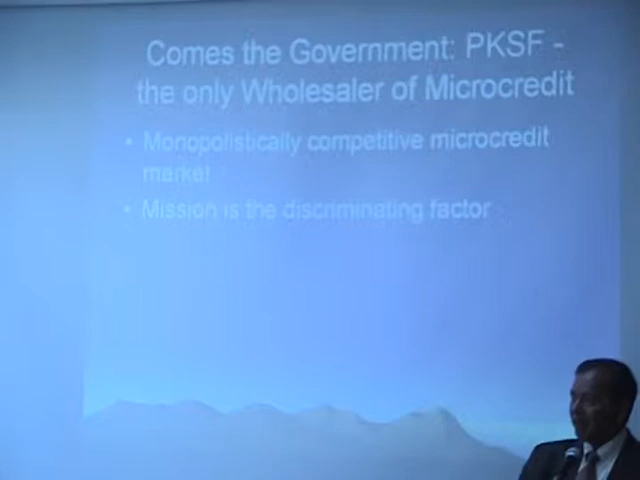 Comes the Government: PKSF -
the only Wholesaler of Microcredit
• Monopolistically competitive microcredit
market
• Mission is the discriminating factor